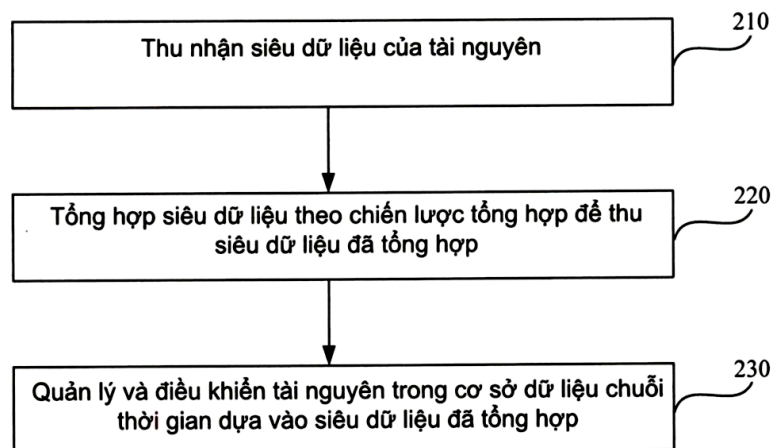 210
Thu nhận siêu dữ liệu của tài nguyên
220
Tổng hợp siêu dữ liệu theo chiến lược tổng hợp để thu
siêu dữ liệu đã tổng hợp
230
Quản lý và điều khiển tài nguyên trong cơ sở dữ liệu chuỗi
thời gian dựa vào siêu dữ liệu đã tổng hợp